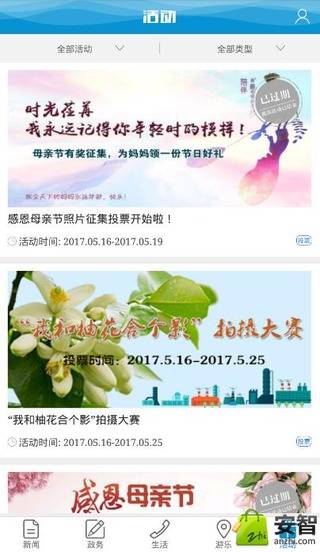 活动
全部活动
全部类型
时光荏苒
我永远记得你年轻时的模样！
母亲节有奖征集，为妈妈领一份节日好礼
已过期
感恩母亲节照片征集投票开始啦！
活动时间: 2017.05.16-2017.05.19
投票
“我和柚花合个影” 拍摄大赛
投票时间：2017.5.16-2017.5.25
“我和柚花合个影”拍摄大赛
活动时间: 2017.05.16-2017.05.25
投票
感恩母亲节
已过期
新闻
政务
生活
游乐
活动
zhi
安智
anzhi.com